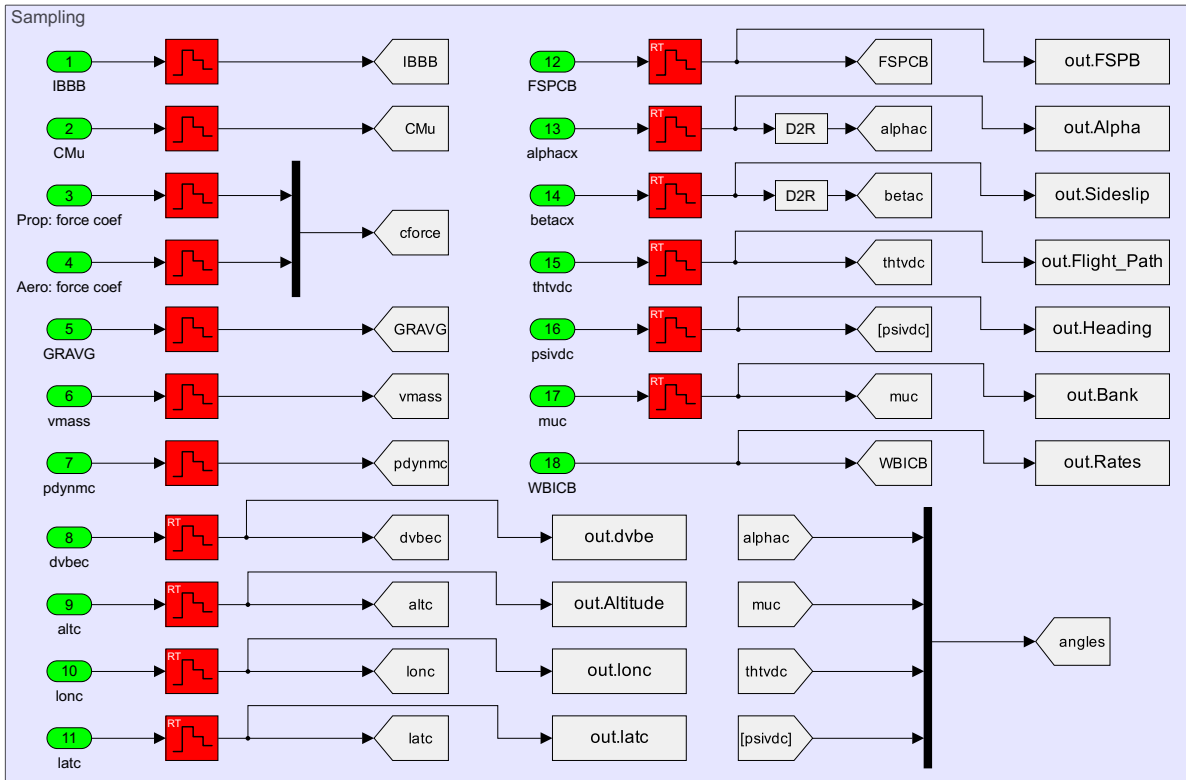 Sampling
1
IBBB
IBBB
2
CMu
CMu
3
Prop: force coef
4
Aero: force coef
cforce
5
GRAVG
GRAVG
6
vmass
vmass
7
pdynmc
pdynmc
8
dvbec
RT
dvbec
out.dvbe
9
altc
RT
altc
out.Altitude
10
lonc
RT
lonc
out.lonc
11
latc
RT
latc
out.latc
12
FSPCB
RT
FSPCB
out.FSPB
13
alphacx
RT
D2R
alphac
out.Alpha
14
betacx
RT
D2R
betac
out.Sideslip
15
thtvdc
RT
thtvdc
out.Flight_Path
16
psivdc
RT
[psivdc]
out.Heading
17
muc
RT
muc
out.Bank
18
WBICB
WBICB
out.Rates
alphac
muc
thtvdc
[psivdc]
angles